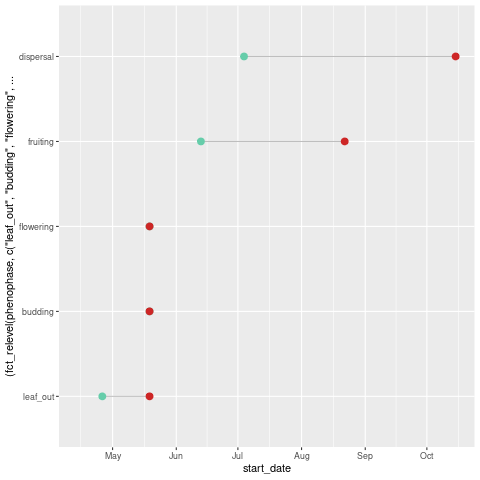 (fct_relevel(phenophase, c("leaf_out", "budding", "flowering", ...
dispersal
fruiting
flowering
budding
leaf_out
May Jun Jul Aug Sep Oct
start_date